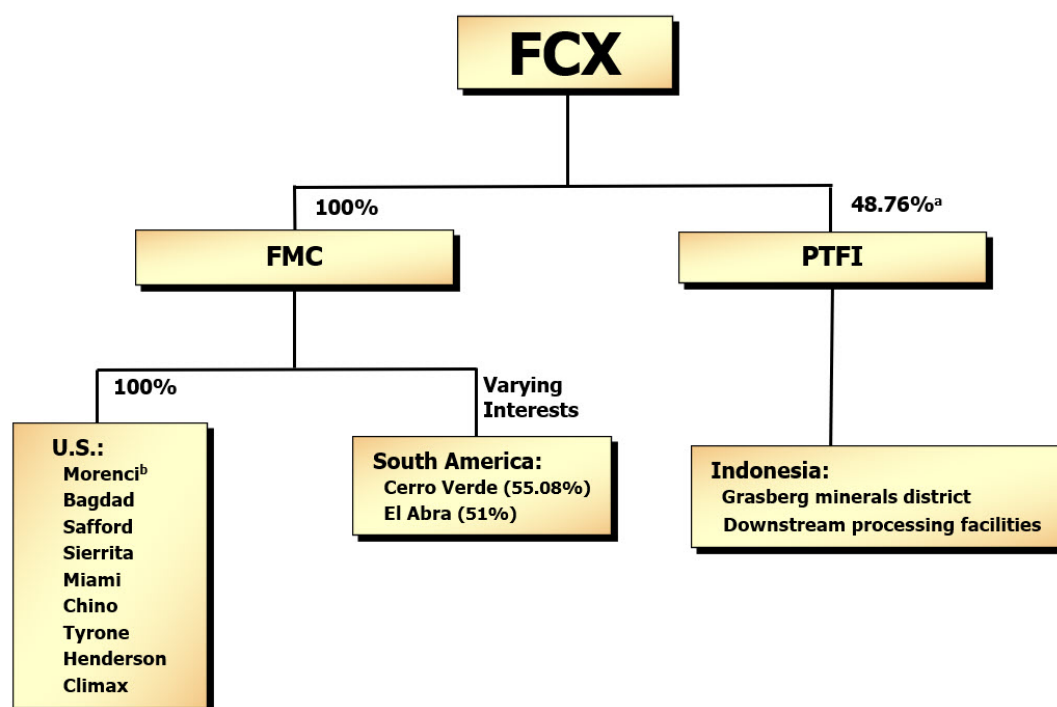 FCX
100%
48.76%ᵃ
FMC
PTFI
100%
Varying
Interests
U.S.:
Morenciᵇ
Bagdad
Safford
Sierrita
Miami
Chino
Tyrone
Henderson
Climax
South America:
Cerro Verde (55.08%)
El Abra (51%)
Indonesia:
Grasberg minerals district
Downstream processing facilities